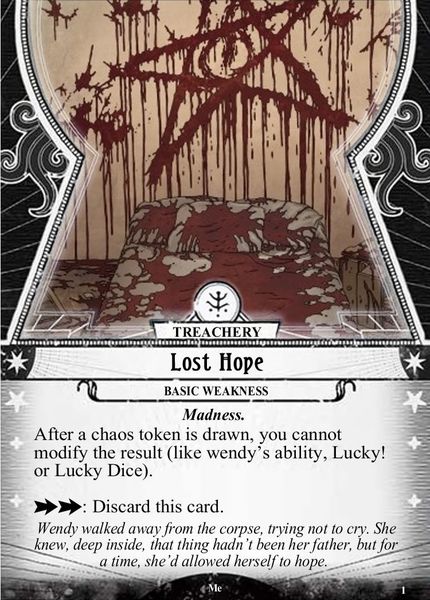 TREACHERY
Lost Hope
BASIC WEAKNESS
Madness.
After a chaos token is drawn, you cannot
modify the result (like wendy's ability, Lucky!
or Lucky Dice).
: Discard this card.
Wendy walked away from the corpse, trying not to cry. She
knew, deep inside, that thing hadn't been her father, but for
a time, she'd allowed herself to hope.
Me
1